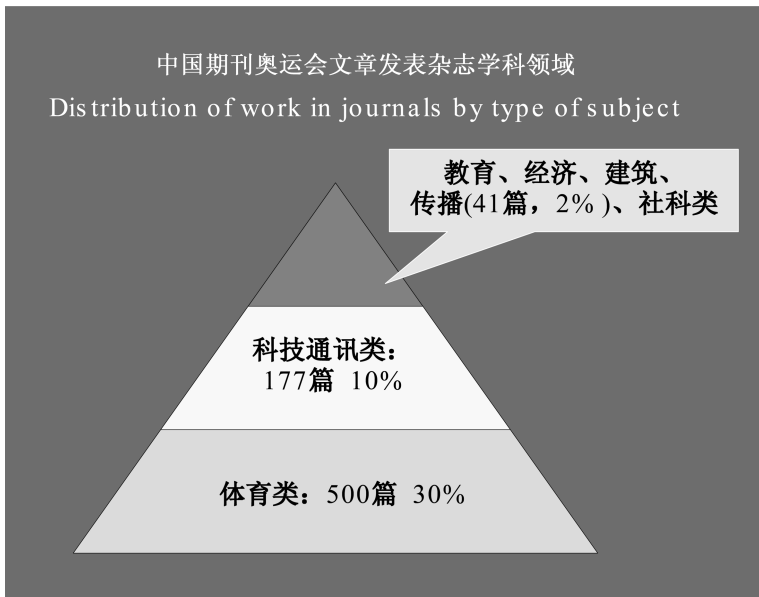 中国期刊奥运会文章发表杂志学科领域
Distribution of work in journals by type of subject
教育、经济、建筑、
传播(41篇，2% )、社科类
科技通讯类：
177篇 10%
体育类：500篇 30%